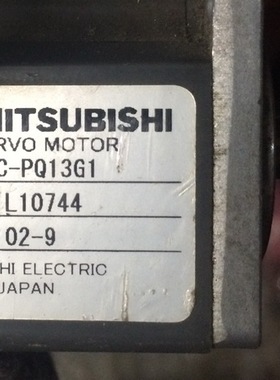 MITSUBISHI
RVO MOTOR
C-PQ13G1
L10744
02-9
HI ELECTRIC
JAPAN